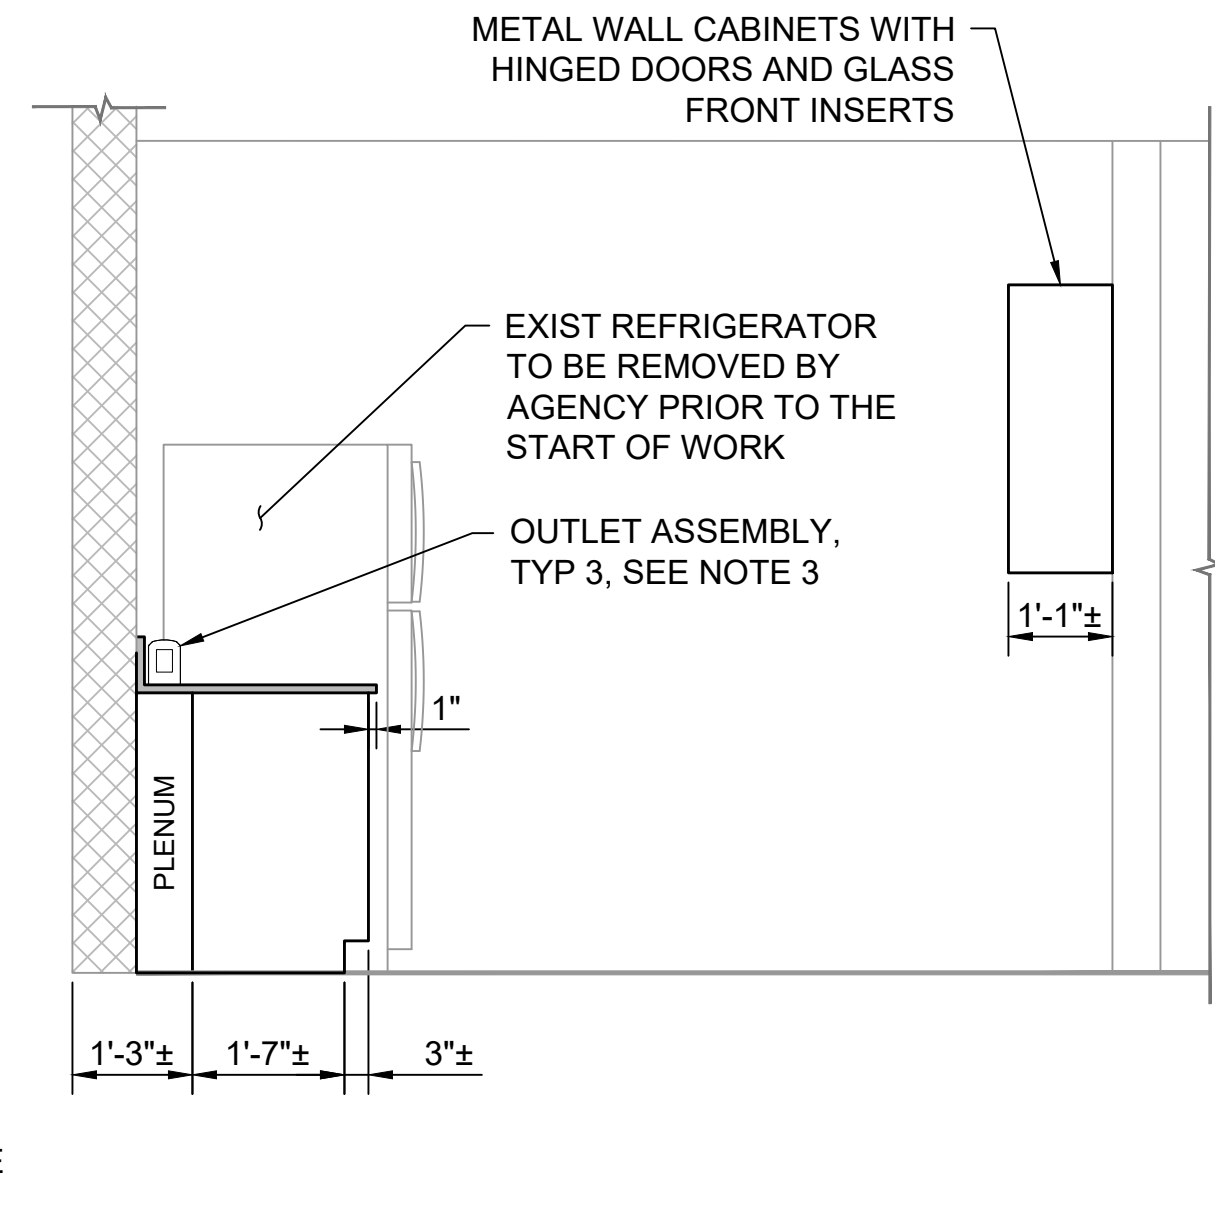 METAL WALL CABINETS WITH
HINGED DOORS AND GLASS
FRONT INSERTS
EXIST REFRIGERATOR
TO BE REMOVED BY
AGENCY PRIOR TO THE
START OF WORK
OUTLET ASSEMBLY,
TYP 3, SEE NOTE 3
1'-1"±
1"
PLENUM
1'-3"±
1'-7"±
3"±
E